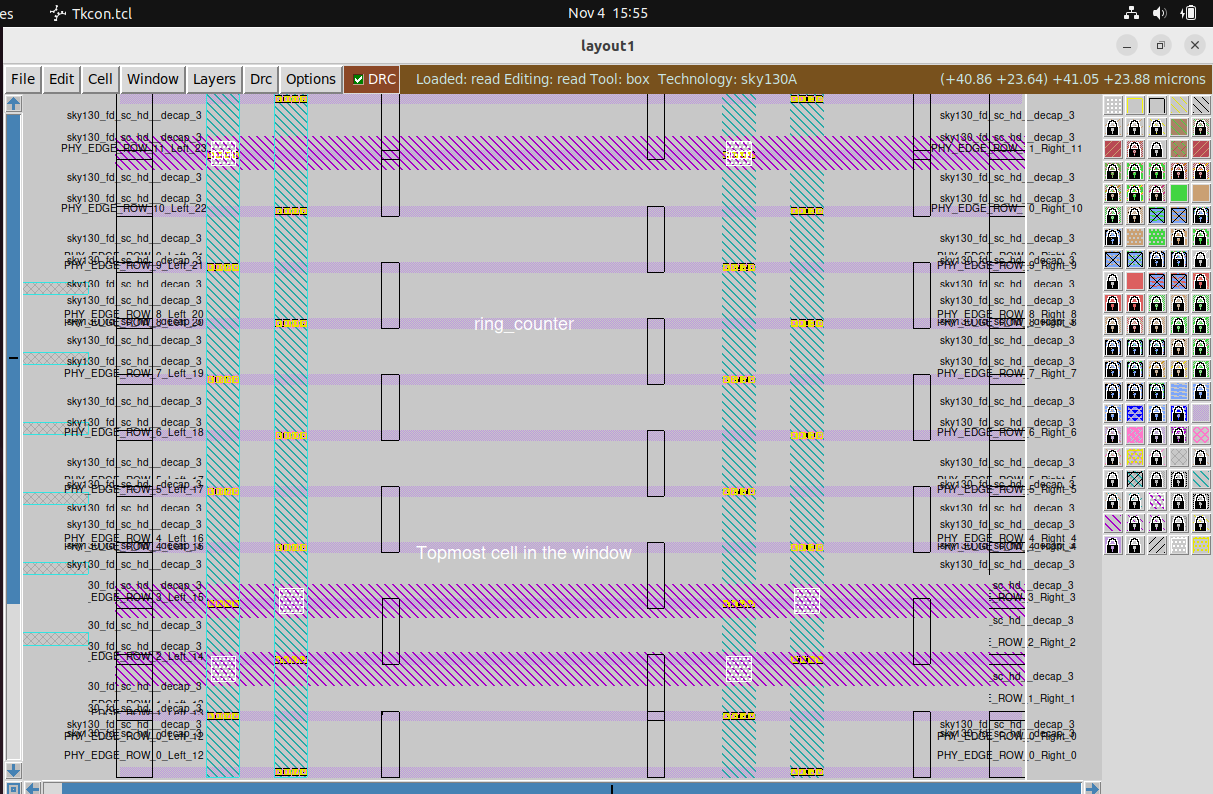 es Tkcon.tcl Nov 4 15:55
layout1
File Edit Cell Window Layers Drc Options DRC Loaded: read Editing: read Tool: box Technology: sky130A (+40.86 +23.64) +41.05 +23.88 microns
sky130_fd_sc_hd__decap_3 sky130_fd_sc_hd__decap_3
sky130_fd_sc_hd__decap_3 sky130_fd_sc_hd__decap_3
PHY_EDGE_ROW_11_Left_23 PHY_EDGE_ROW_11_Right_11
sky130_fd_sc_hd__decap_3 sky130_fd_sc_hd__decap_3
sky130_fd_sc_hd__decap_3 sky130_fd_sc_hd__decap_3
PHY_EDGE_ROW_10_Left_22 PHY_EDGE_ROW_10_Right_10
sky130_fd_sc_hd__decap_3 sky130_fd_sc_hd__decap_3
PHY_EDGE_ROW_9_Left_21 PHY_EDGE_ROW_9_Right_9
sky130_fd_sc_hd__decap_3 sky130_fd_sc_hd__decap_3
sky130_fd_sc_hd__decap_3 sky130_fd_sc_hd__decap_3
PHY_EDGE_ROW_8_Left_20 PHY_EDGE_ROW_8_Right_8
ring_counter
sky130_fd_sc_hd__decap_3 sky130_fd_sc_hd__decap_3
sky130_fd_sc_hd__decap_3 sky130_fd_sc_hd__decap_3
PHY_EDGE_ROW_7_Left_19 PHY_EDGE_ROW_7_Right_7
sky130_fd_sc_hd__decap_3 sky130_fd_sc_hd__decap_3
sky130_fd_sc_hd__decap_3 sky130_fd_sc_hd__decap_3
PHY_EDGE_ROW_6_Left_18 PHY_EDGE_ROW_6_Right_6
sky130_fd_sc_hd__decap_3 sky130_fd_sc_hd__decap_3
PHY_EDGE_ROW_5_Left_17 PHY_EDGE_ROW_5_Right_5
sky130_fd_sc_hd__decap_3 sky130_fd_sc_hd__decap_3
sky130_fd_sc_hd__decap_3 sky130_fd_sc_hd__decap_3
PHY_EDGE_ROW_4_Left_16 PHY_EDGE_ROW_4_Right_4
Topmost cell in the window
sky130_fd_sc_hd__decap_3 sky130_fd_sc_hd__decap_3
30_fd_sc_hd__decap_3 sc_hd__decap_3
_EDGE_ROW_3_Left_15 _ROW_3_Right_3
30_fd_sc_hd__decap_3 _sc_hd__decap_3
30_fd_sc_hd__decap_3 E_ROW_2_Right_2
_EDGE_ROW_2_Left_14
30_fd_sc_hd__decap_3 _sc_hd__decap_3
E_ROW_1_Right_1
sky130_fd_sc_hd__decap_3 sky130_fd_sc_hd__decap_3
PHY_EDGE_ROW_0_Left_12 PHY_EDGE_ROW_0_Right_0
PHY_EDGE_ROW_0_Left_12 PHY_EDGE_ROW_0_Right_0